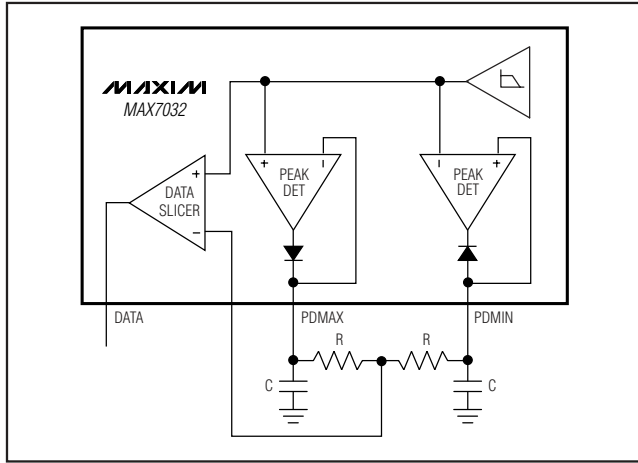 MAXIM
MAX7032
DATA
SLICER
+
−
PEAK
DET
+
−
PEAK
DET
−
+
DATA
PDMAX
PDMIN
R
R
C
C